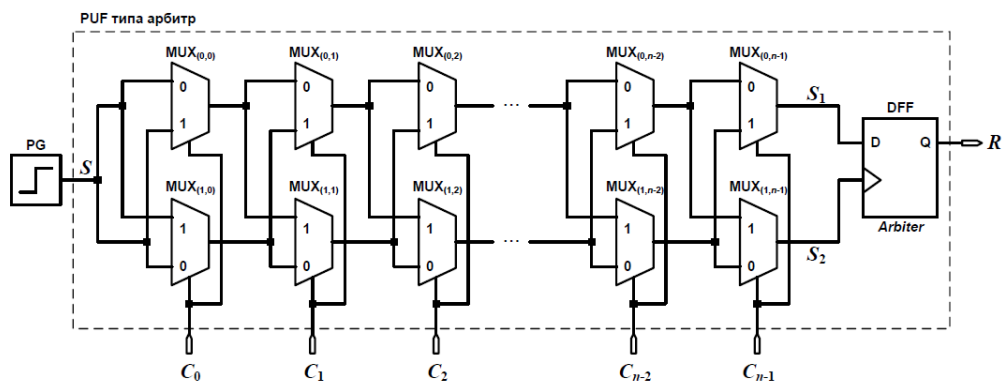 PUF типа арбитр
MUX(0,0) MUX(0,1) MUX(0,2) MUX(0,n-2) MUX(0,n-1)
0 0 0 0 0
S1
DFF
1 1 1 1 1
D Q R
PG
S
MUX(1,0) MUX(1,1) MUX(1,2) MUX(1,n-2) MUX(1,n-1)
1 1 1 1 1
Arbiter
... ...
0 0 0 0 0
S2
C0 C1 C2 Cn-2 Cn-1